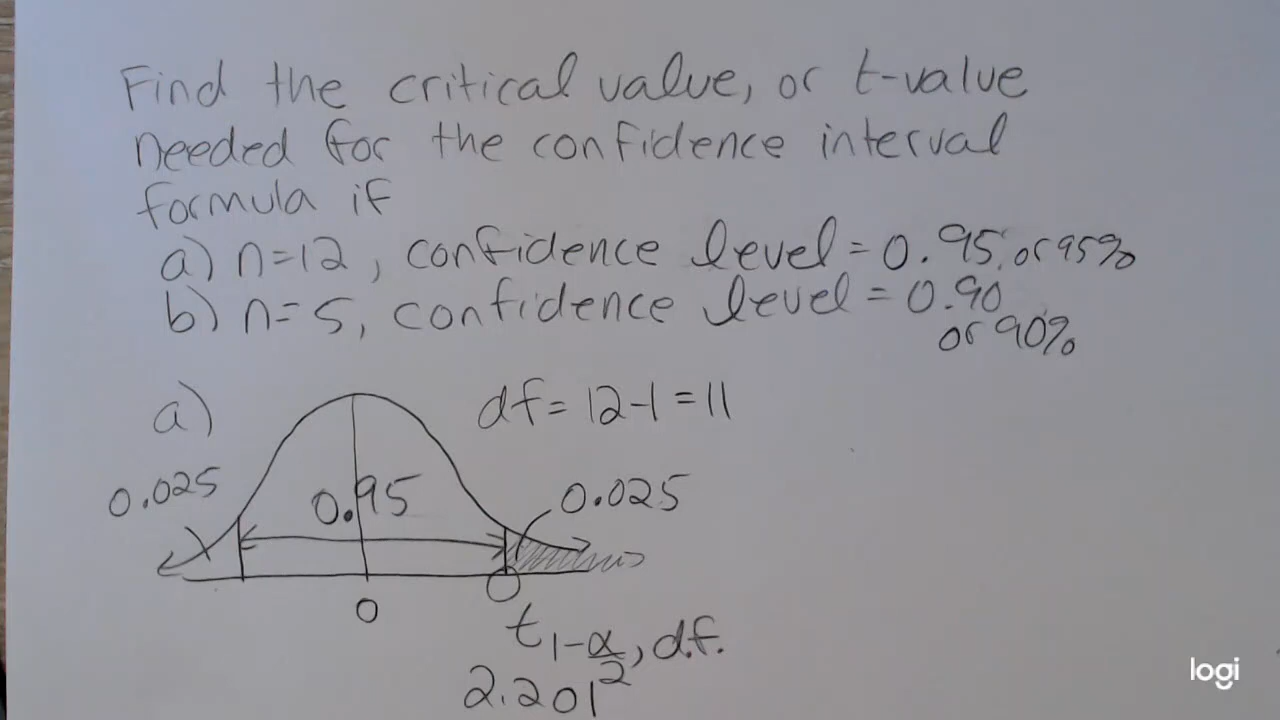 Find the critical value, or t-value
needed for the confidence interval
formula if
a) n=12, confidence level = 0.95, or 95%
b) n=5, confidence level = 0.90
or 90%
a) df = 12-1 = 11
0.025 0.95 0.025
0
t1-α/2, d.f.
2.201
logi